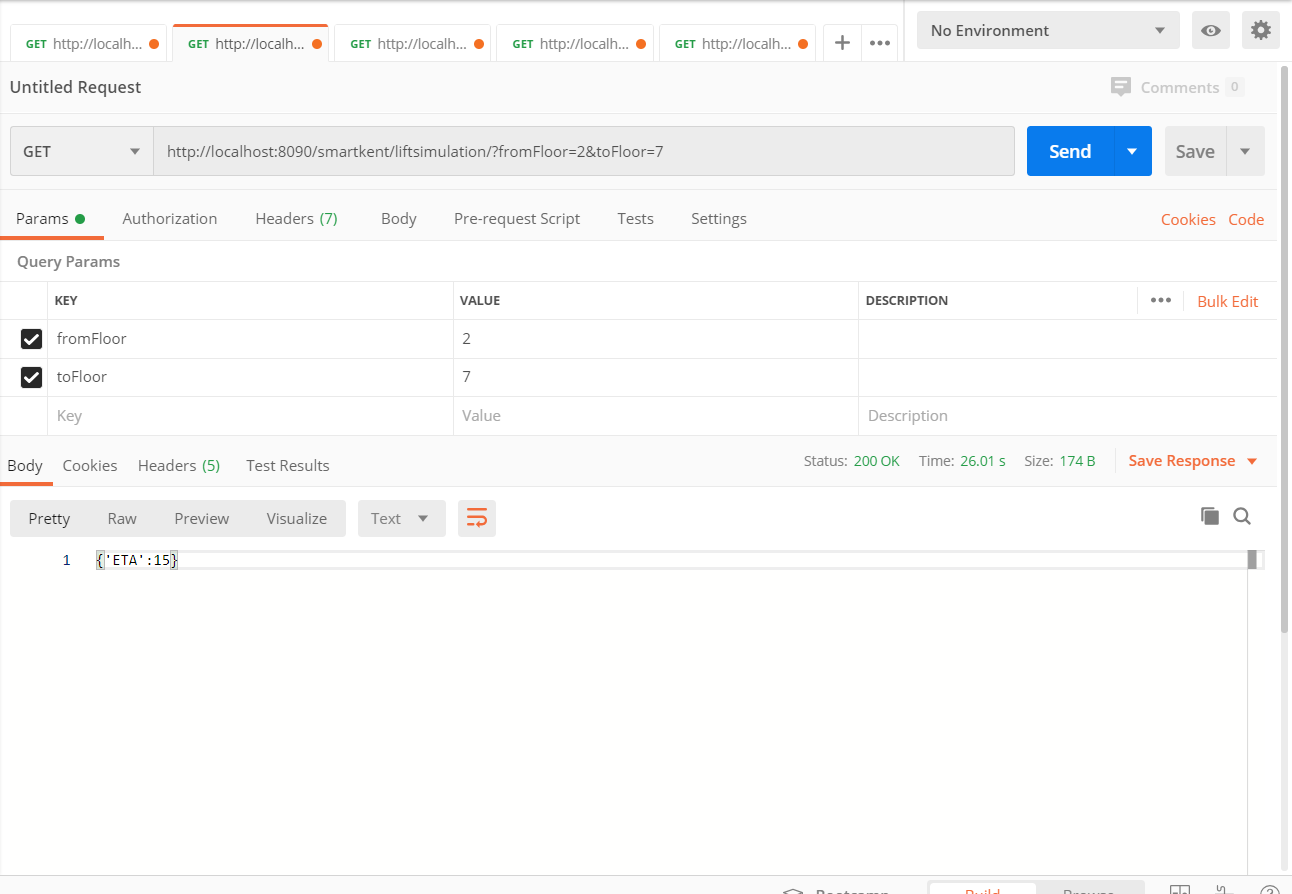 GET http://localh... GET http://localh... GET http://localh... GET http://localh... GET http://localh... No Environment
Untitled Request Comments 0
GET http://localhost:8090/smartkent/liftsimulation/?fromFloor=2&toFloor=7 Send Save
Params Authorization Headers (7) Body Pre-request Script Tests Settings Cookies Code
Query Params
KEY VALUE DESCRIPTION Bulk Edit
fromFloor 2
toFloor 7
Key Value Description
Body Cookies Headers (5) Test Results Status: 200 OK Time: 26.01 s Size: 174 B Save Response
Pretty Raw Preview Visualize Text
1 {'ETA':15}
Bootcamp Build Browse